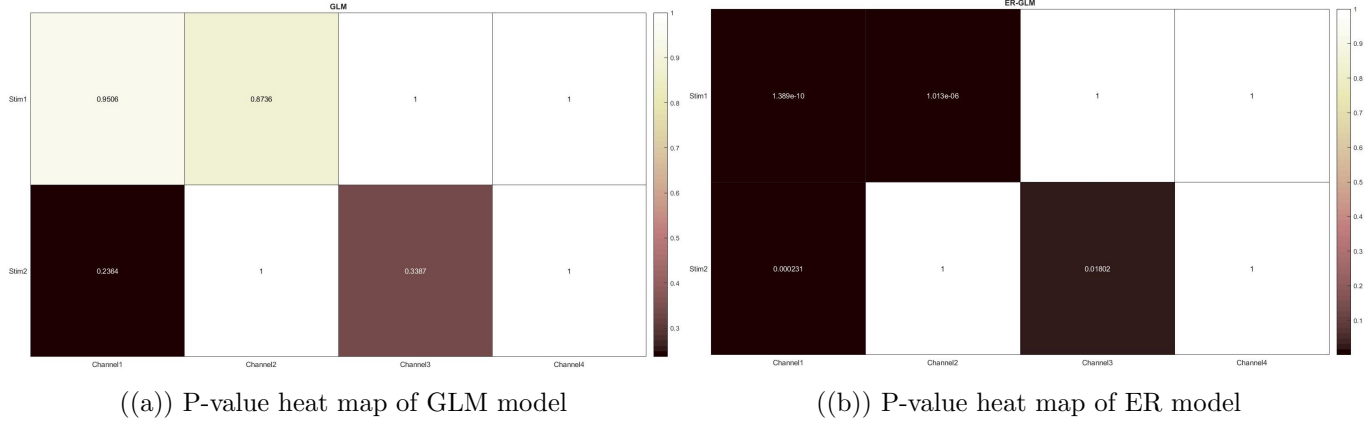 GLM
Stim1
0.9506
0.8736
1
1
Stim2
0.2364
1
0.3387
1
Channel1
Channel2
Channel3
Channel4
1
0.9
0.8
0.7
0.6
0.5
0.4
0.3
((a)) P-value heat map of GLM model
ER-GLM
Stim1
1.389e-10
1.013e-06
1
1
Stim2
0.000231
1
0.01802
1
Channel1
Channel2
Channel3
Channel4
1
0.9
0.8
0.7
0.6
0.5
0.4
0.3
0.2
0.1
((b)) P-value heat map of ER model